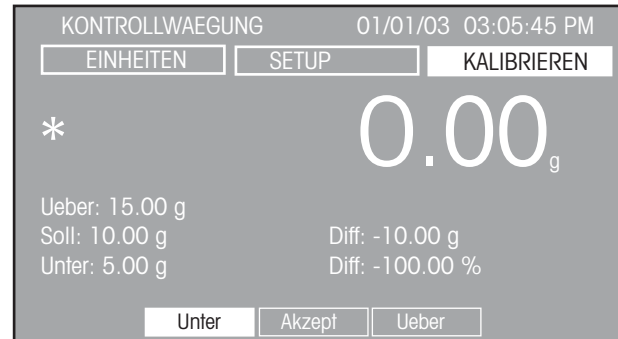 KONTROLLWAEGUNG 01/01/03 03:05:45 PM
EINHEITEN SETUP KALIBRIEREN
* 0.00 g
Ueber: 15.00 g
Soll: 10.00 g Diff: -10.00 g
Unter: 5.00 g Diff: -100.00 %
Unter Akzept Ueber